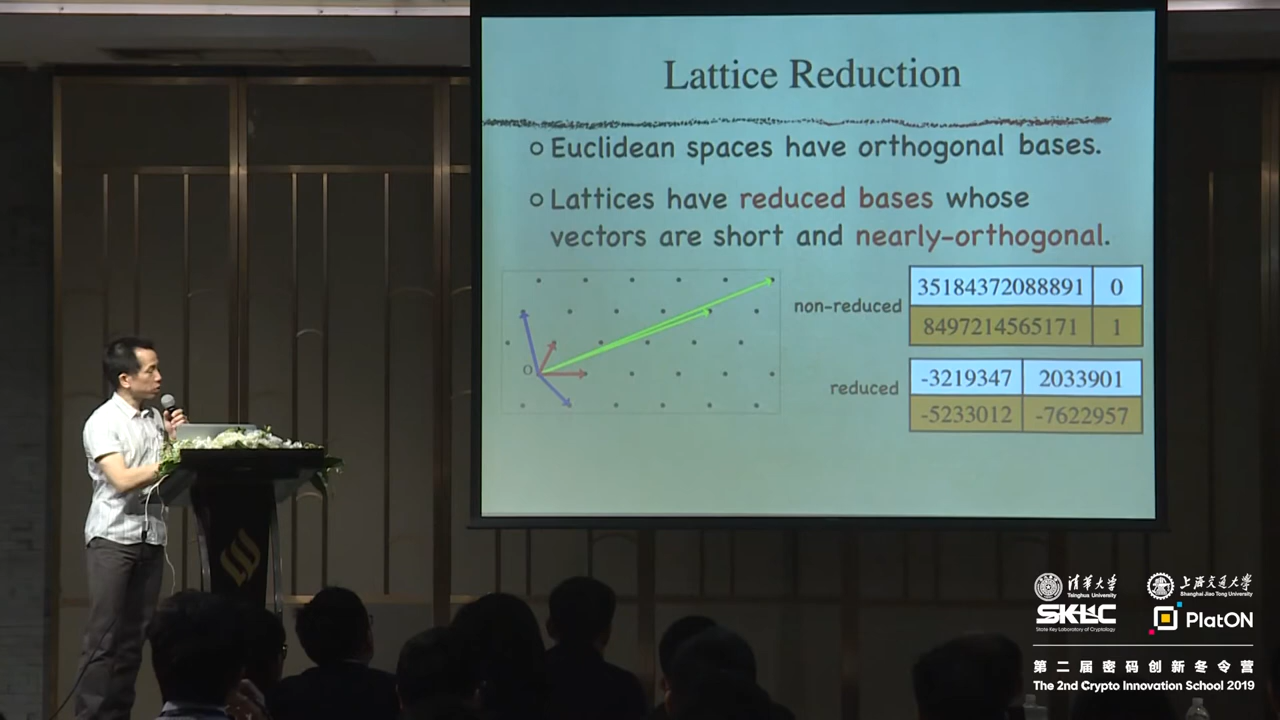 Lattice Reduction
Euclidean spaces have orthogonal bases.
Lattices have reduced bases whose
vectors are short and nearly-orthogonal.
O
non-reduced
35184372088891 0
8497214565171 1
reduced
-3219347 2033901
-5233012 -7622957
清华大学
Tsinghua University
上海交通大学
Shanghai Jiao Tong University
SKLC
State Key Laboratory of Cryptology
PlatON
第二届密码创新冬令营
The 2nd Crypto Innovation School 2019